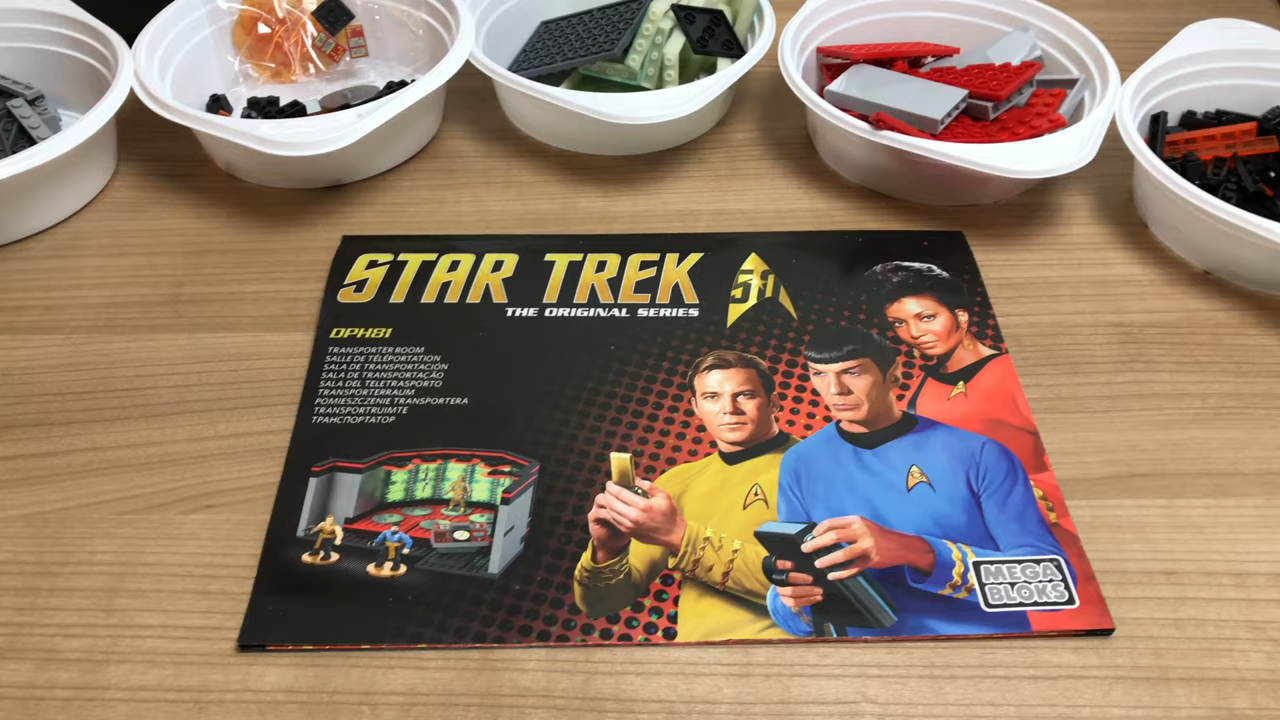 STAR TREK
THE ORIGINAL SERIES
50
DPH81
TRANSPORTER ROOM
SALLE DE TÉLÉPORTATION
SALA DE TRANSPORTACIÓN
SALA DE TRANSPORTAÇÃO
SALA DEL TELETRASPORTO
TRANSPORTERRAUM
POMIESZCZENIE TRANSPORTERA
TRANSPORTRUIMTE
ТРАНСПОРТАТОР
MEGA
BLOKS